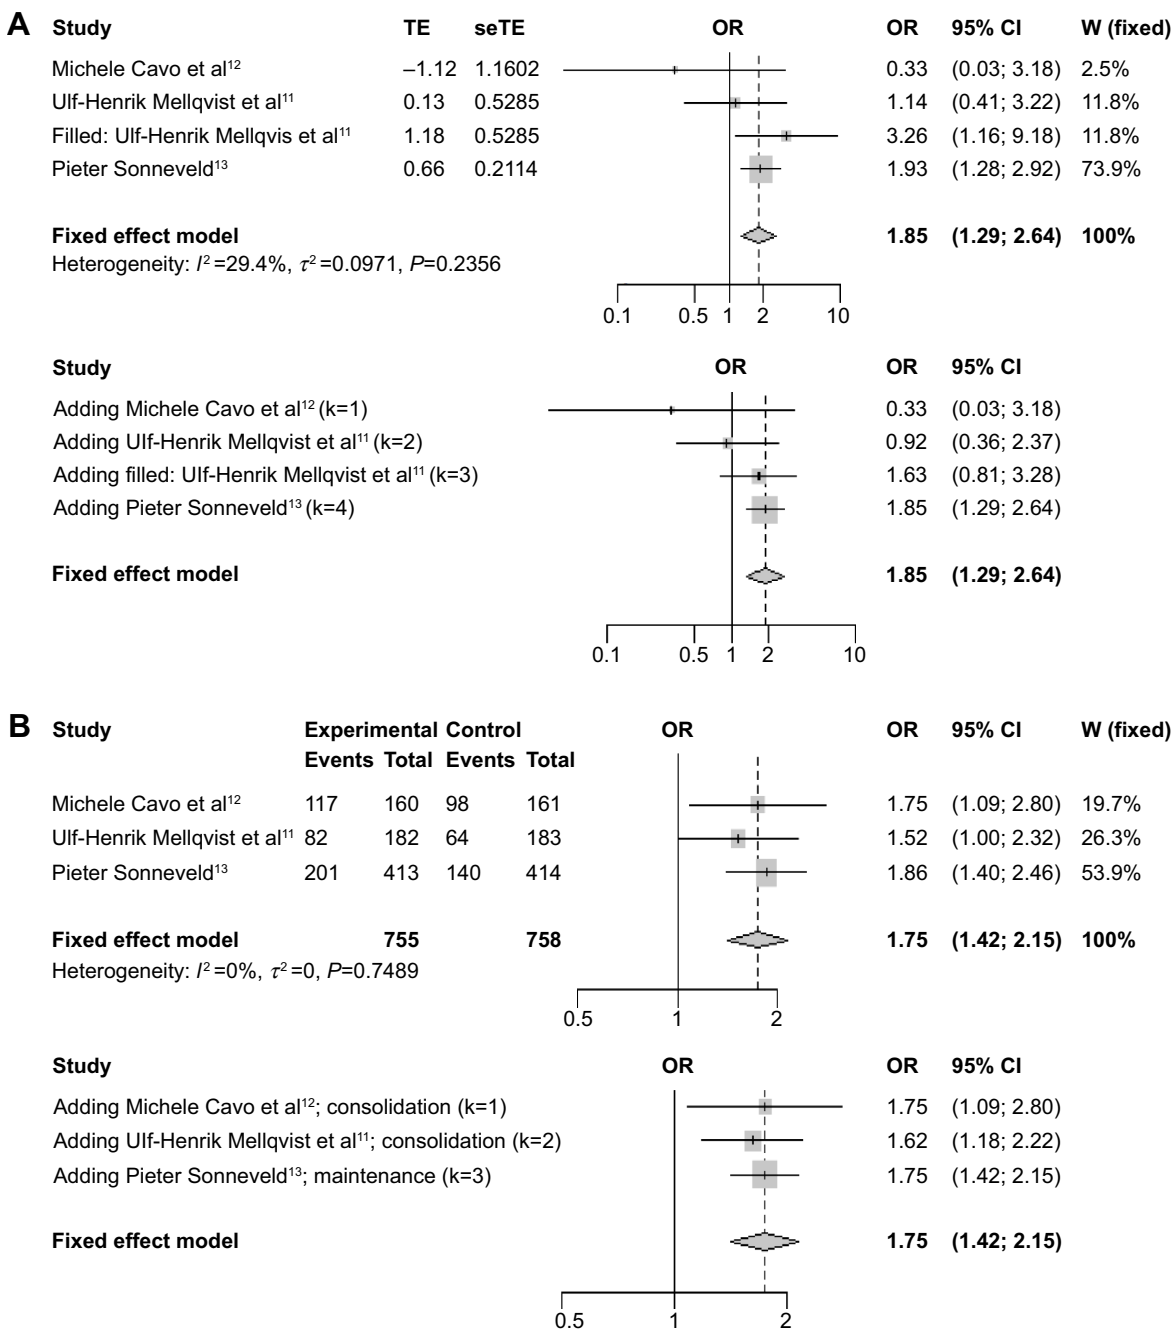 A Study TE seTE OR OR 95% CI W (fixed)
Michele Cavo et al12 –1.12 1.1602 0.33 (0.03; 3.18) 2.5%
Ulf-Henrik Mellqvist et al11 0.13 0.5285 1.14 (0.41; 3.22) 11.8%
Filled: Ulf-Henrik Mellqvis et al11 1.18 0.5285 3.26 (1.16; 9.18) 11.8%
Pieter Sonneveld13 0.66 0.2114 1.93 (1.28; 2.92) 73.9%
Fixed effect model 1.85 (1.29; 2.64) 100%
Heterogeneity: I2=29.4%, τ2=0.0971, P=0.2356
0.1 0.5 1 2 10
Study OR OR 95% CI
Adding Michele Cavo et al12 (k=1) 0.33 (0.03; 3.18)
Adding Ulf-Henrik Mellqvist et al11 (k=2) 0.92 (0.36; 2.37)
Adding filled: Ulf-Henrik Mellqvist et al11 (k=3) 1.63 (0.81; 3.28)
Adding Pieter Sonneveld13 (k=4) 1.85 (1.29; 2.64)
Fixed effect model 1.85 (1.29; 2.64)
0.1 0.5 1 2 10
B Study Experimental Control OR OR 95% CI W (fixed)
Events Total Events Total
Michele Cavo et al12 117 160 98 161 1.75 (1.09; 2.80) 19.7%
Ulf-Henrik Mellqvist et al11 82 182 64 183 1.52 (1.00; 2.32) 26.3%
Pieter Sonneveld13 201 413 140 414 1.86 (1.40; 2.46) 53.9%
Fixed effect model 755 758 1.75 (1.42; 2.15) 100%
Heterogeneity: I2=0%, τ2=0, P=0.7489
0.5 1 2
Study OR OR 95% CI
Adding Michele Cavo et al12; consolidation (k=1) 1.75 (1.09; 2.80)
Adding Ulf-Henrik Mellqvist et al11; consolidation (k=2) 1.62 (1.18; 2.22)
Adding Pieter Sonneveld13; maintenance (k=3) 1.75 (1.42; 2.15)
Fixed effect model 1.75 (1.42; 2.15)
0.5 1 2